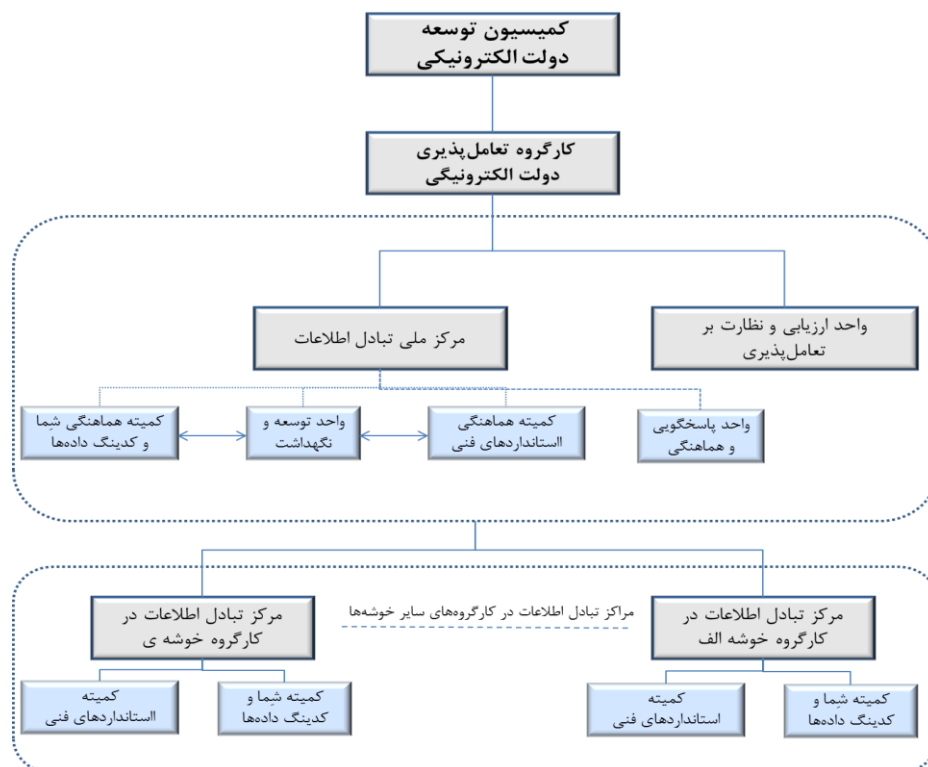 کمیسیون توسعه
دولت الکترونیکی
کارگروه تعامل‌پذیری
دولت الکترونیگی
واحد ارزیابی و نظارت بر
تعامل‌پذیری
مرکز ملی تبادل اطلاعات
واحد پاسخگویی
و هماهنگی
کمیته هماهنگی
ااستانداردهای فنی
واحد توسعه و
نگهداشت
کمیته هماهنگی شِما
و کدینگ داده‌ها
مرکز تبادل اطلاعات در
کارگروه خوشه الف
مراکز تبادل اطلاعات در کارگروه‌های سایر خوشه‌ها
مرکز تبادل اطلاعات در
کارگروه خوشه ی
کمیته شِما و
کدینگ داده‌ها
کمیته
استانداردهای فنی
کمیته شِما و
کدینگ داده‌ها
کمیته
ااستانداردهای فنی